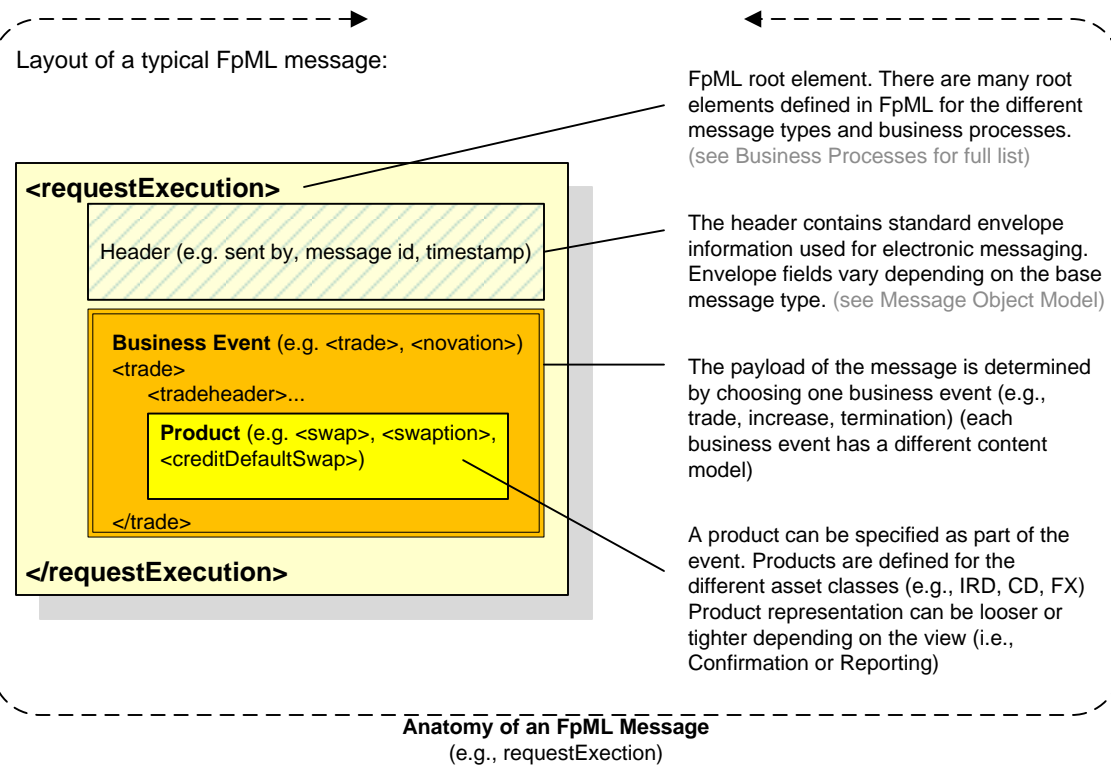 Layout of a typical FpML message:
<requestExecution>
Header (e.g. sent by, message id, timestamp)
Business Event (e.g. <trade>, <novation>)
<trade>
<tradeheader>...
Product (e.g. <swap>, <swaption>,
<creditDefaultSwap>)
</trade>
</requestExecution>
FpML root element. There are many root
elements defined in FpML for the different
message types and business processes.
(see Business Processes for full list)
The header contains standard envelope
information used for electronic messaging.
Envelope fields vary depending on the base
message type. (see Message Object Model)
The payload of the message is determined
by choosing one business event (e.g.,
trade, increase, termination) (each
business event has a different content
model)
A product can be specified as part of the
event. Products are defined for the
different asset classes (e.g., IRD, CD, FX)
Product representation can be looser or
tighter depending on the view (i.e.,
Confirmation or Reporting)
Anatomy of an FpML Message
(e.g., requestExection)